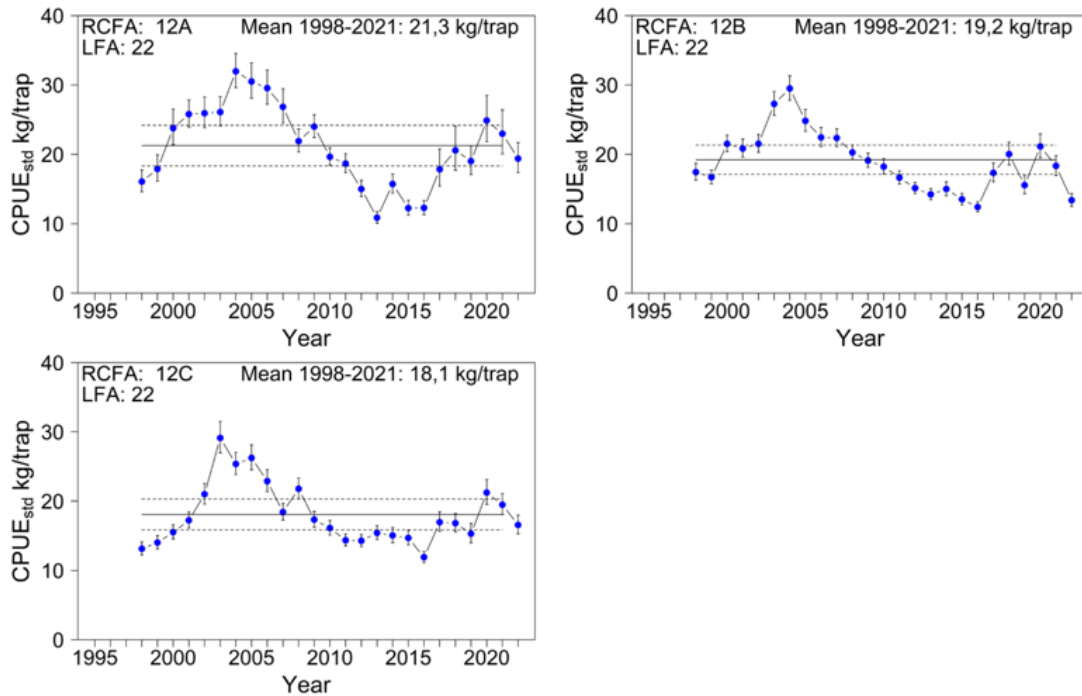 RCFA: 12A Mean 1998-2021: 21,3 kg/trap
LFA: 22
CPUEstd kg/trap
40
30
20
10
0
1995 2000 2005 2010 2015 2020
Year
RCFA: 12B Mean 1998-2021: 19,2 kg/trap
LFA: 22
CPUEstd kg/trap
40
30
20
10
0
1995 2000 2005 2010 2015 2020
Year
RCFA: 12C Mean 1998-2021: 18,1 kg/trap
LFA: 22
CPUEstd kg/trap
40
30
20
10
0
1995 2000 2005 2010 2015 2020
Year